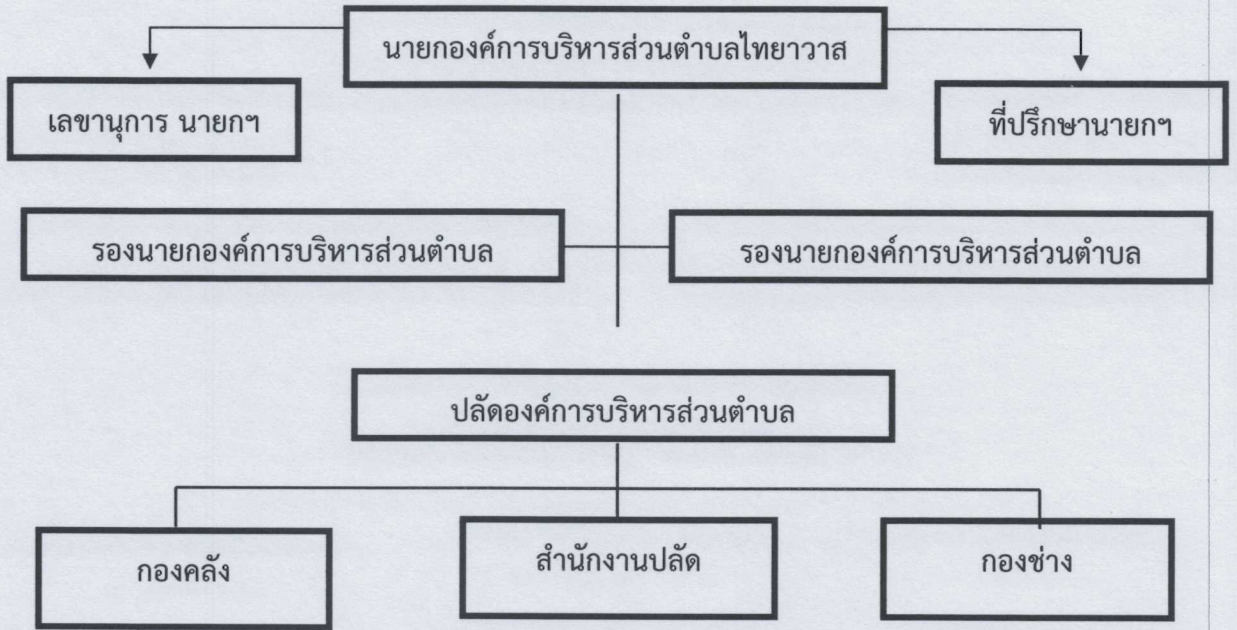 นายกองค์การบริหารส่วนตำบลไทยาวาส
เลขานุการ นายกฯ
ที่ปรึกษานายกฯ
รองนายกองค์การบริหารส่วนตำบล
รองนายกองค์การบริหารส่วนตำบล
ปลัดองค์การบริหารส่วนตำบล
กองคลัง
สำนักงานปลัด
กองช่าง